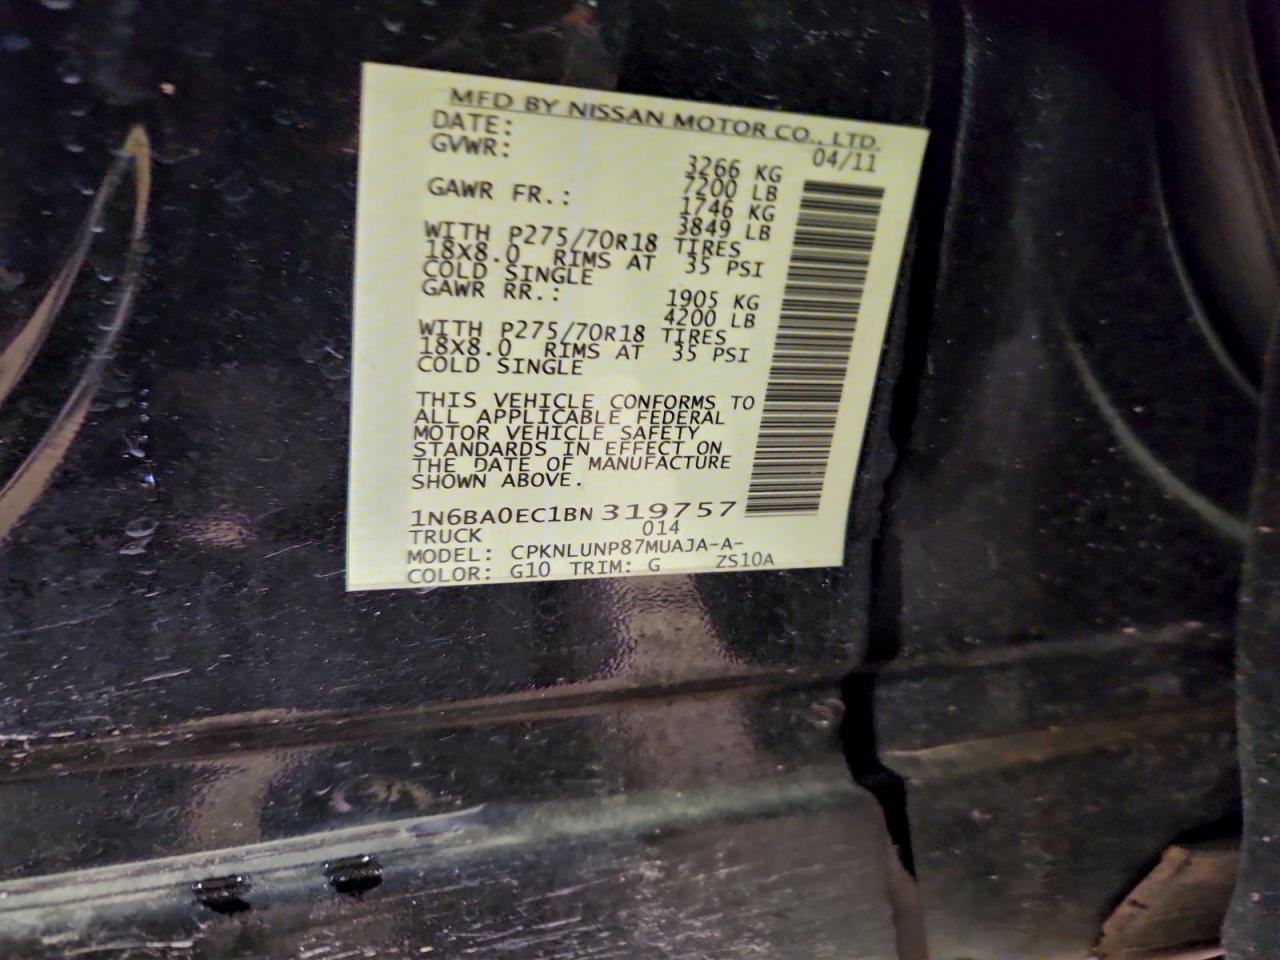 MFD BY NISSAN MOTOR CO., LTD.
DATE: 04/11
GVWR: 3266 KG
7200 LB
GAWR FR.: 1746 KG
3849 LB
WITH P275/70R18 TIRES
18X8.0 RIMS AT 35 PSI
COLD SINGLE
GAWR RR.: 1905 KG
4200 LB
WITH P275/70R18 TIRES
18X8.0 RIMS AT 35 PSI
COLD SINGLE
THIS VEHICLE CONFORMS TO
ALL APPLICABLE FEDERAL
MOTOR VEHICLE SAFETY
STANDARDS IN EFFECT ON
THE DATE OF MANUFACTURE
SHOWN ABOVE.
1N6BA0EC1BN 319757
TRUCK 014
MODEL: CPKNLUNP87MUAJA-A-
COLOR: G10 TRIM: G ZS10A